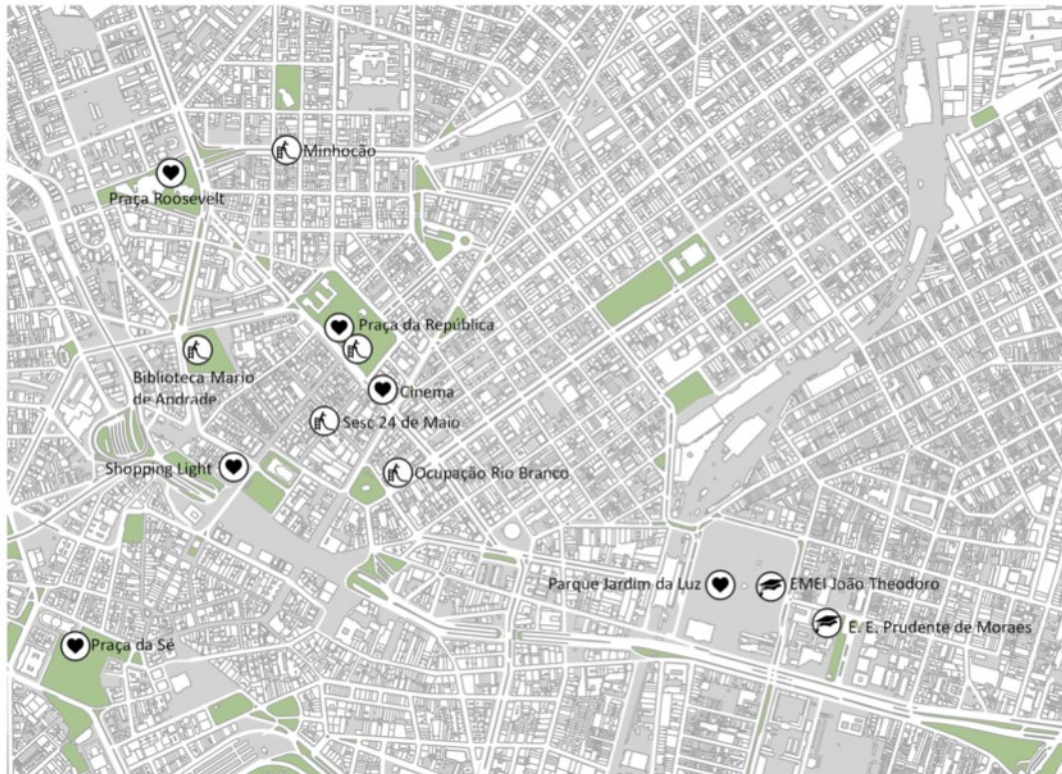 Minhocão
Praça Roosevelt
Praça da República
Biblioteca Mario
de Andrade
Cinema
Sesc 24 de Maio
Shopping Light
Ocupação Rio Branco
Parque Jardim da Luz
EMEI João Theodoro
E. E. Prudente de Moraes
Praça da Sé